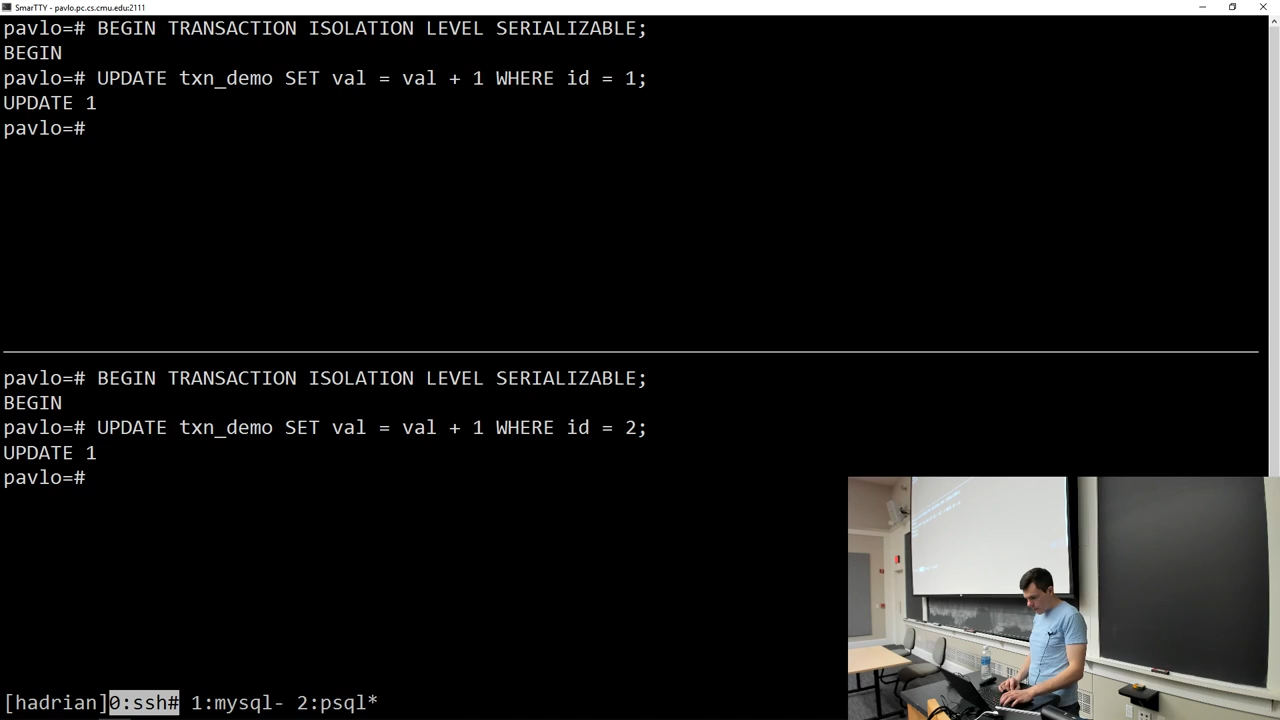 SmarTTY - pavlo.pc.cs.cmu.edu:2111
pavlo=# BEGIN TRANSACTION ISOLATION LEVEL SERIALIZABLE;
BEGIN
pavlo=# UPDATE txn_demo SET val = val + 1 WHERE id = 1;
UPDATE 1
pavlo=#
pavlo=# BEGIN TRANSACTION ISOLATION LEVEL SERIALIZABLE;
BEGIN
pavlo=# UPDATE txn_demo SET val = val + 1 WHERE id = 2;
UPDATE 1
pavlo=#
[hadrian]0:ssh# 1:mysql- 2:psql*